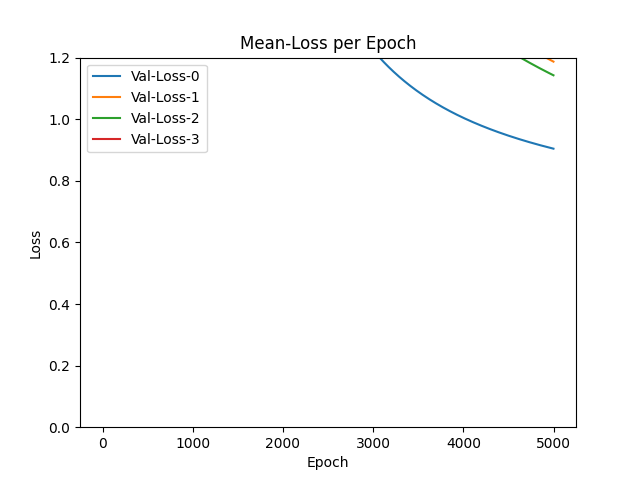 Mean-Loss per Epoch
1.2
1.0
0.8
0.6
0.4
0.2
0.0
Loss
Val-Loss-0
Val-Loss-1
Val-Loss-2
Val-Loss-3
0 1000 2000 3000 4000 5000
Epoch